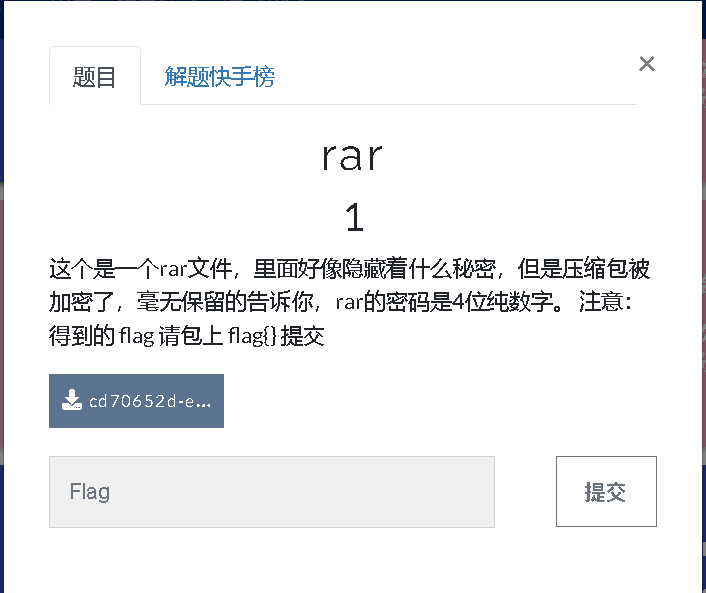 题目 解题快手榜 ×
rar
1
这个是一个rar文件，里面好像隐藏着什么秘密，但是压缩包被
加密了，毫无保留的告诉你，rar的密码是4位纯数字。 注意：
得到的 flag 请包上 flag{} 提交
cd70652d-e...
Flag 提交